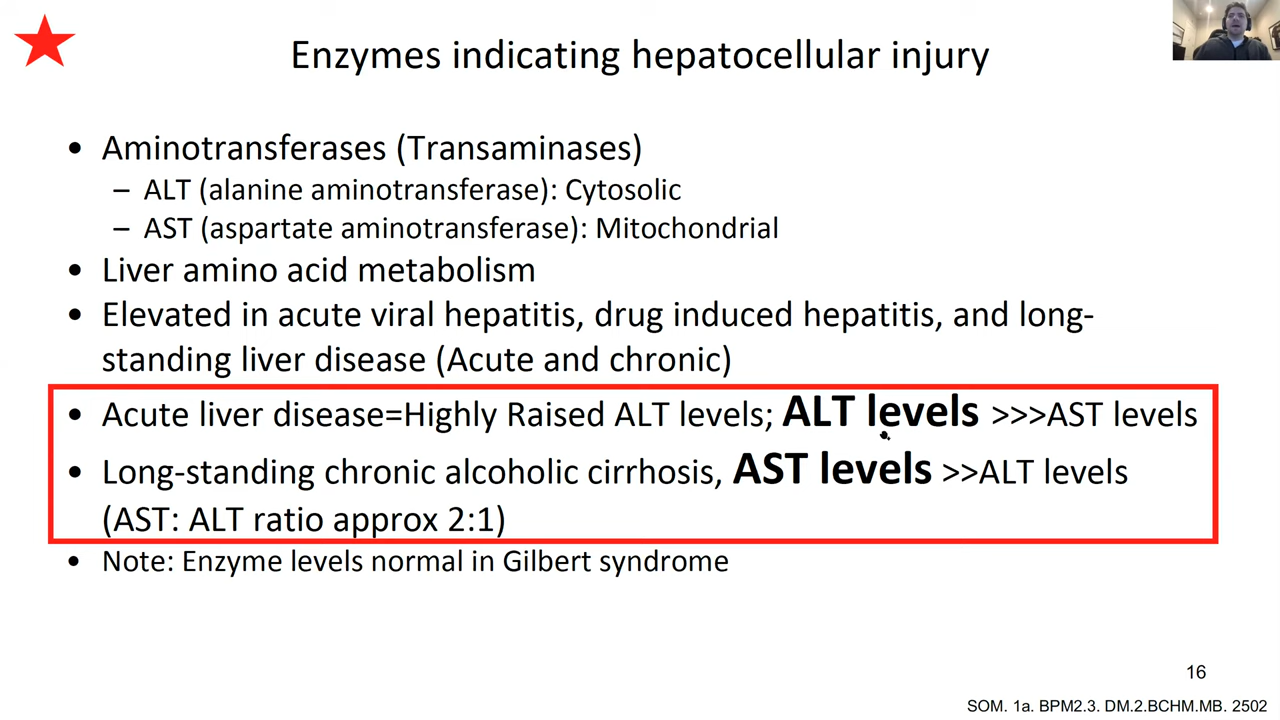 Enzymes indicating hepatocellular injury
• Aminotransferases (Transaminases)
– ALT (alanine aminotransferase): Cytosolic
– AST (aspartate aminotransferase): Mitochondrial
• Liver amino acid metabolism
• Elevated in acute viral hepatitis, drug induced hepatitis, and long-
standing liver disease (Acute and chronic)
• Acute liver disease=Highly Raised ALT levels; ALT levels >>>AST levels
• Long-standing chronic alcoholic cirrhosis, AST levels >>ALT levels
(AST: ALT ratio approx 2:1)
• Note: Enzyme levels normal in Gilbert syndrome
16
SOM. 1a. BPM2.3. DM.2.BCHM.MB. 2502